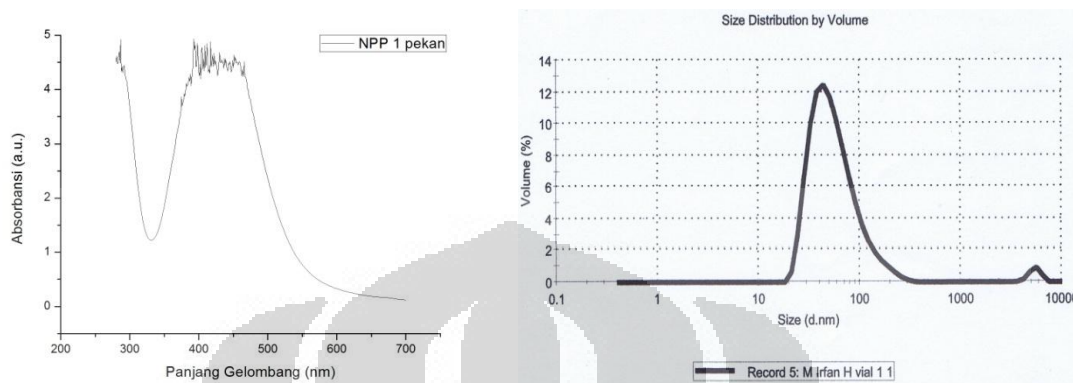 NPP 1 pekan
Absorbansi (a.u.)
5
4
3
2
1
0
200 300 400 500 600 700
Panjang Gelombang (nm)
Size Distribution by Volume
Volume (%)
14
12
10
8
6
4
2
0
0.1 1 10 100 1000 10000
Size (d.nm)
Record 5: M irfan H vial 1 1